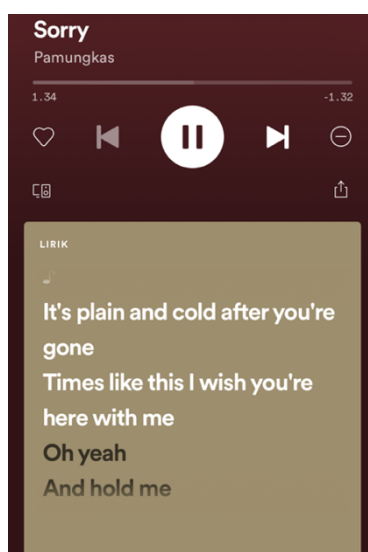 Sorry
Pamungkas
1.34
-1.32
LIRIK
It's plain and cold after you're
gone
Times like this I wish you're
here with me
Oh yeah
And hold me